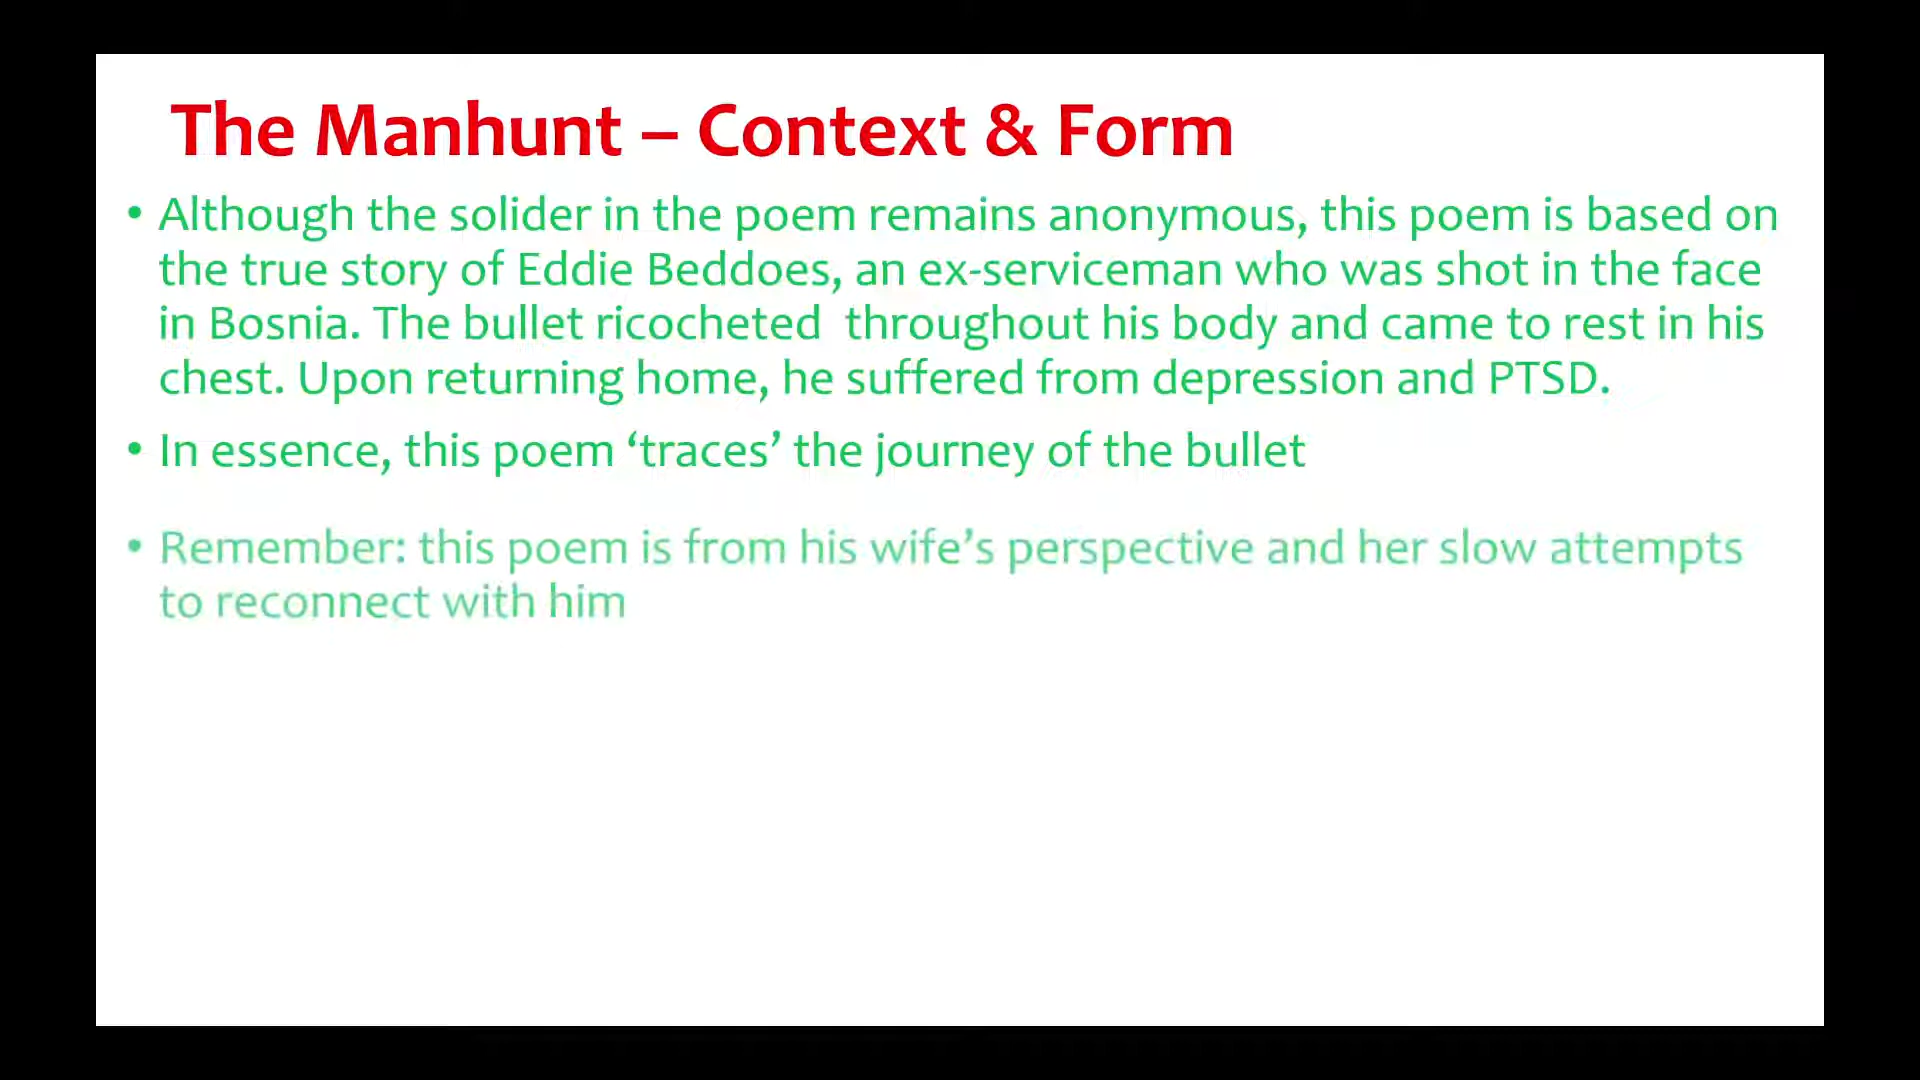 The Manhunt – Context & Form
• Although the solider in the poem remains anonymous, this poem is based on
the true story of Eddie Beddoes, an ex-serviceman who was shot in the face
in Bosnia. The bullet ricocheted  throughout his body and came to rest in his
chest. Upon returning home, he suffered from depression and PTSD.
• In essence, this poem ‘traces’ the journey of the bullet
• Remember: this poem is from his wife’s perspective and her slow attempts
to reconnect with him